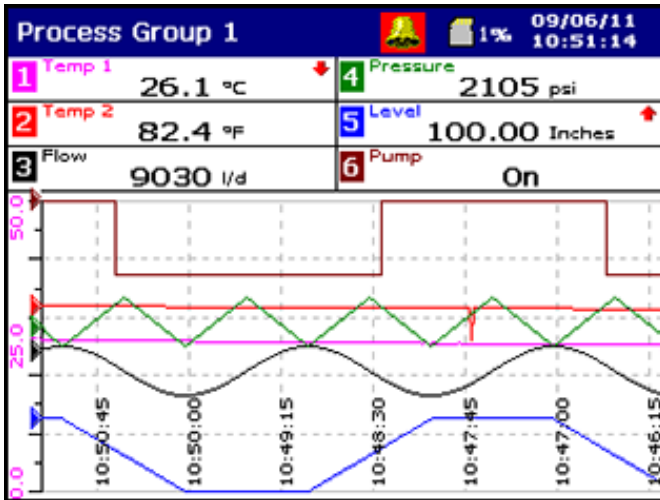 Process Group 1
1%
09/06/11
10:51:14
1 Temp 1 26.1 °C
4 Pressure 2105 psi
2 Temp 2 82.4 °F
5 Level 100.00 Inches
3 Flow 9030 l/d
6 Pump On
50.0
25.0
0.0
10:50:45
10:50:00
10:49:15
10:48:30
10:47:45
10:47:00
10:46:15